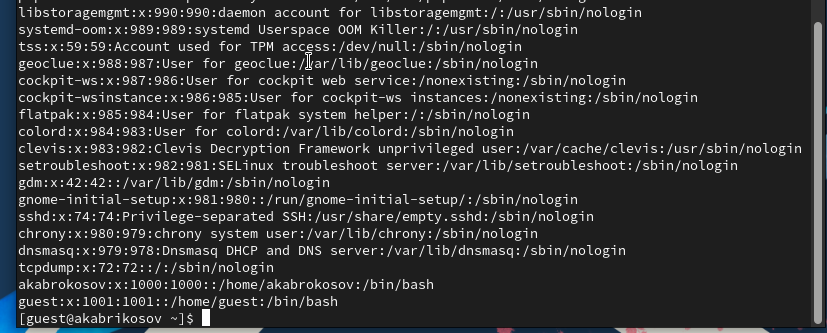 libstoragemgmt:x:990:990:daemon account for libstoragemgmt:/:/usr/sbin/nologin
systemd-oom:x:989:989:systemd Userspace OOM Killer:/:/usr/sbin/nologin
tss:x:59:59:Account used for TPM access:/dev/null:/sbin/nologin
geoclue:x:988:987:User for geoclue:/var/lib/geoclue:/sbin/nologin
cockpit-ws:x:987:986:User for cockpit web service:/nonexisting:/sbin/nologin
cockpit-wsinstance:x:986:985:User for cockpit-ws instances:/nonexisting:/sbin/nologin
flatpak:x:985:984:User for flatpak system helper:/:/sbin/nologin
colord:x:984:983:User for colord:/var/lib/colord:/sbin/nologin
clevis:x:983:982:Clevis Decryption Framework unprivileged user:/var/cache/clevis:/usr/sbin/nologin
setroubleshoot:x:982:981:SELinux troubleshoot server:/var/lib/setroubleshoot:/sbin/nologin
gdm:x:42:42::/var/lib/gdm:/sbin/nologin
gnome-initial-setup:x:981:980::/run/gnome-initial-setup/:/sbin/nologin
sshd:x:74:74:Privilege-separated SSH:/usr/share/empty.sshd:/sbin/nologin
chrony:x:980:979:chrony system user:/var/lib/chrony:/sbin/nologin
dnsmasq:x:979:978:Dnsmasq DHCP and DNS server:/var/lib/dnsmasq:/sbin/nologin
tcpdump:x:72:72::/:/sbin/nologin
akabrokosov:x:1000:1000::/home/akabrokosov:/bin/bash
guest:x:1001:1001::/home/guest:/bin/bash
[guest@akabrikosov ~]$